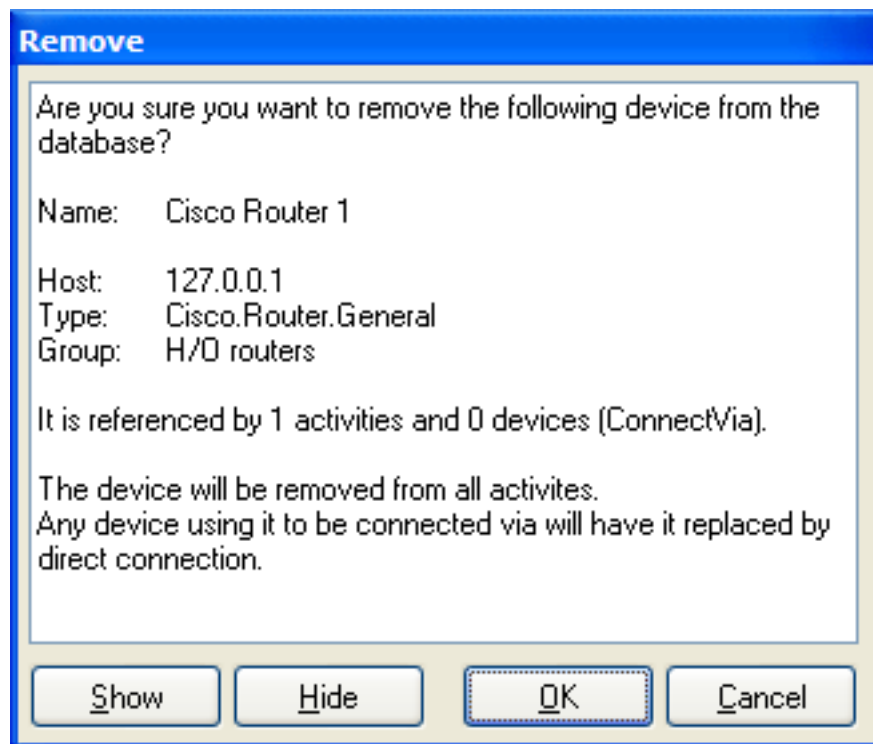 Remove
Are you sure you want to remove the following device from the
database?
Name: Cisco Router 1
Host: 127.0.0.1
Type: Cisco.Router.General
Group: H/O routers
It is referenced by 1 activities and 0 devices (ConnectVia).
The device will be removed from all activites.
Any device using it to be connected via will have it replaced by
direct connection.
Show Hide OK Cancel